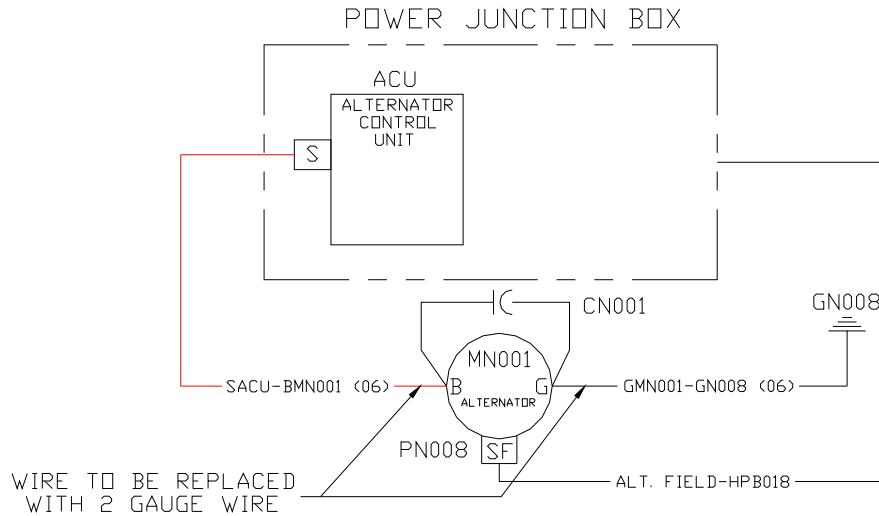 POWER JUNCTION BOX
ACU
ALTERNATOR
CONTROL
UNIT
S
CN001
GN008
MN001
SACU-BMN001 (06)
B
G
GMN001-GN008 (06)
ALTERNATOR
PN008
SF
WIRE TO BE REPLACED
WITH 2 GAUGE WIRE
ALT. FIELD-HPB018